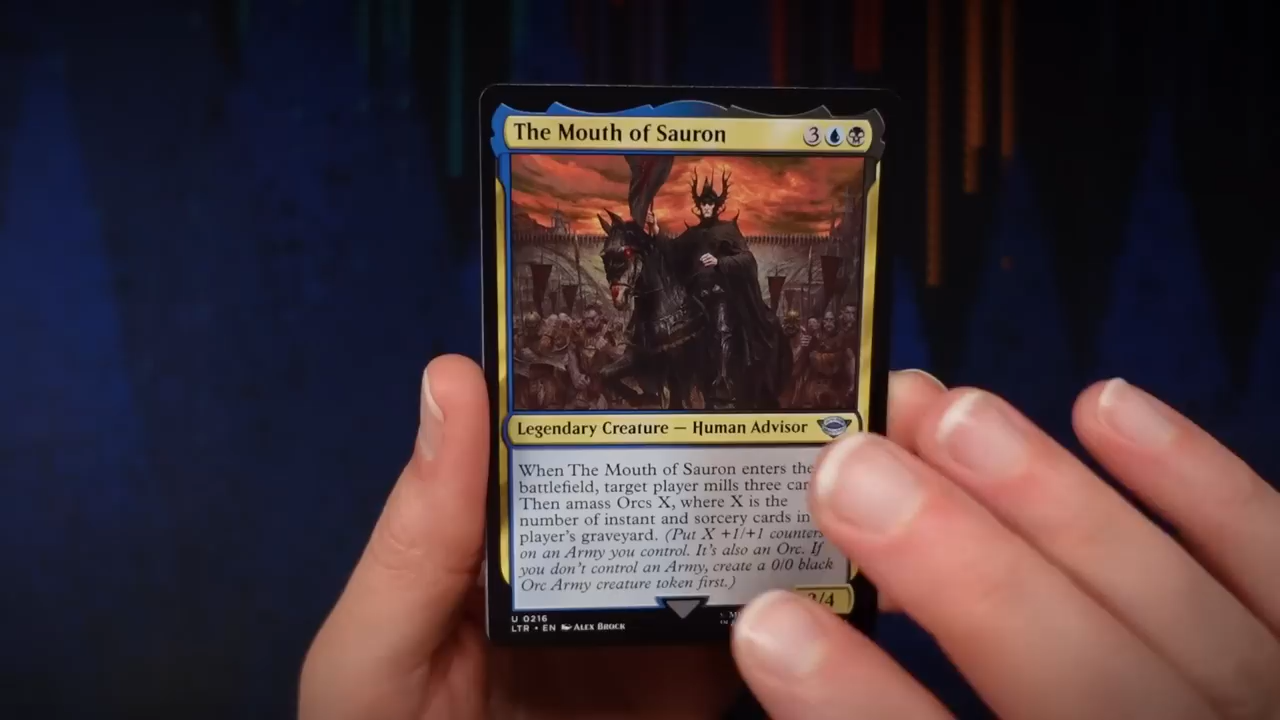 The Mouth of Sauron 3
Legendary Creature — Human Advisor
When The Mouth of Sauron enters the
battlefield, target player mills three
Then amass Orcs X, where X is the
number of instant and sorcery cards in
player's graveyard. (Put X +1/+1 counters
on an Army you control. It's also an Orc. If
you don't control an Army, create a 0/0 black
Orc Army creature token first.)
/4
U 0216
LTR • EN ALEX BROCK